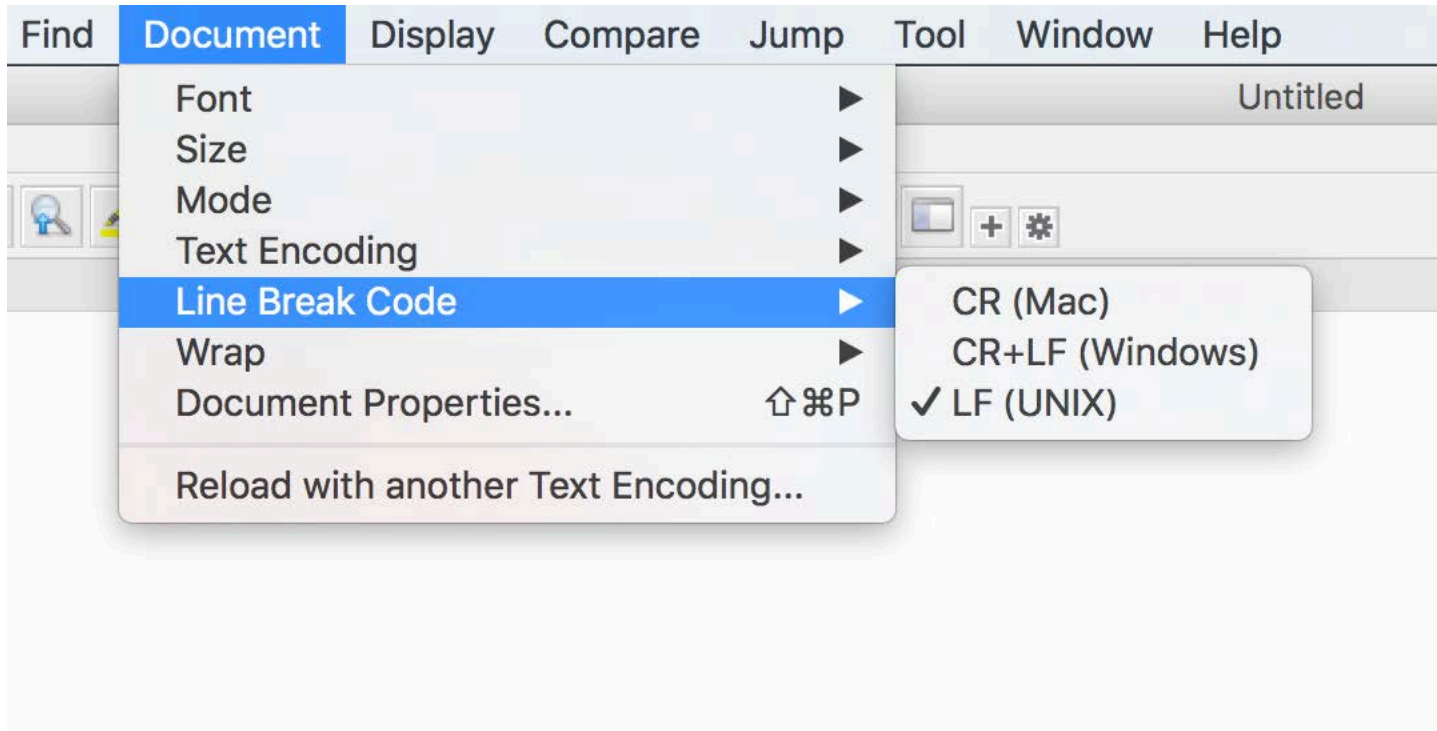 Find Document Display Compare Jump Tool Window Help
Untitled
Font ▶
Size ▶
Mode ▶
Text Encoding ▶
Line Break Code ▶
Wrap ▶
Document Properties... ⇧⌘P
Reload with another Text Encoding...
CR (Mac)
CR+LF (Windows)
✓ LF (UNIX)